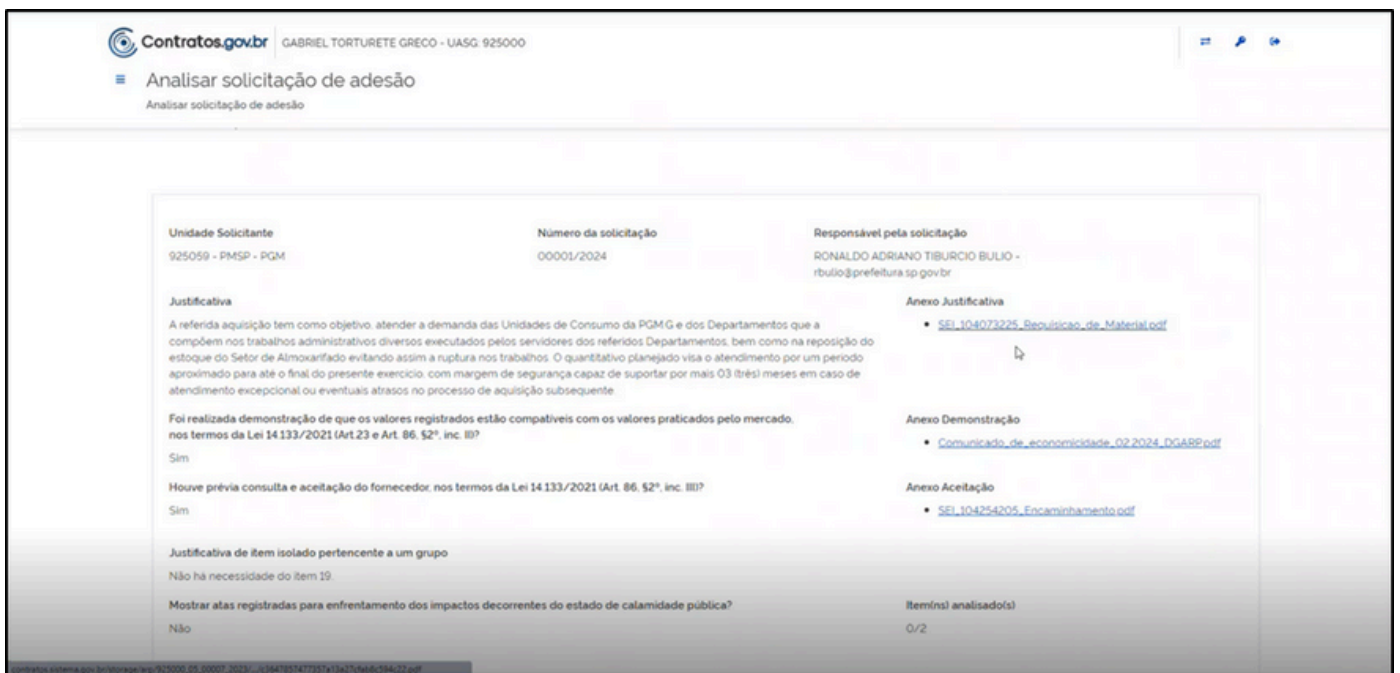 Contratos.gov.br GABRIEL TORTURETE GRECO - UASG: 925000
Analisar solicitação de adesão
Analisar solicitação de adesão
Unidade Solicitante
925059 - PMSP - PGM
Número da solicitação
00001/2024
Responsável pela solicitação
RONALDO ADRIANO TIBURCIO BULIO -
rbulio@prefeitura.sp.gov.br
Justificativa
A referida aquisição tem como objetivo, atender a demanda das Unidades de Consumo da PGM.G e dos Departamentos que a
compõem nos trabalhos administrativos diversos executados pelos servidores dos referidos Departamentos, bem como na reposição do
estoque do Setor de Almoxarifado evitando assim a ruptura nos trabalhos. O quantitativo planejado visa o atendimento por um período
aproximado para até o final do presente exercício, com margem de segurança capaz de suportar por mais 03 (três) meses em caso de
atendimento excepcional ou eventuais atrasos no processo de aquisição subsequente.
Anexo Justificativa
SEI_104073225_Requisicao_de_Material.pdf
Foi realizada demonstração de que os valores registrados estão compatíveis com os valores praticados pelo mercado,
nos termos da Lei 14.133/2021 (Art.23 e Art. 86, §2º, inc. II)?
Sim
Anexo Demonstração
Comunicado_de_economicidade_02.2024_DGARP.pdf
Houve prévia consulta e aceitação do fornecedor, nos termos da Lei 14.133/2021 (Art. 86, §2º, inc. III)?
Sim
Anexo Aceitação
SEI_104254205_Encaminhamento.pdf
Justificativa de item isolado pertencente a um grupo
Não há necessidade do item 19.
Mostrar atas registradas para enfrentamento dos impactos decorrentes do estado de calamidade pública?
Não
Item(ns) analisado(s)
0/2